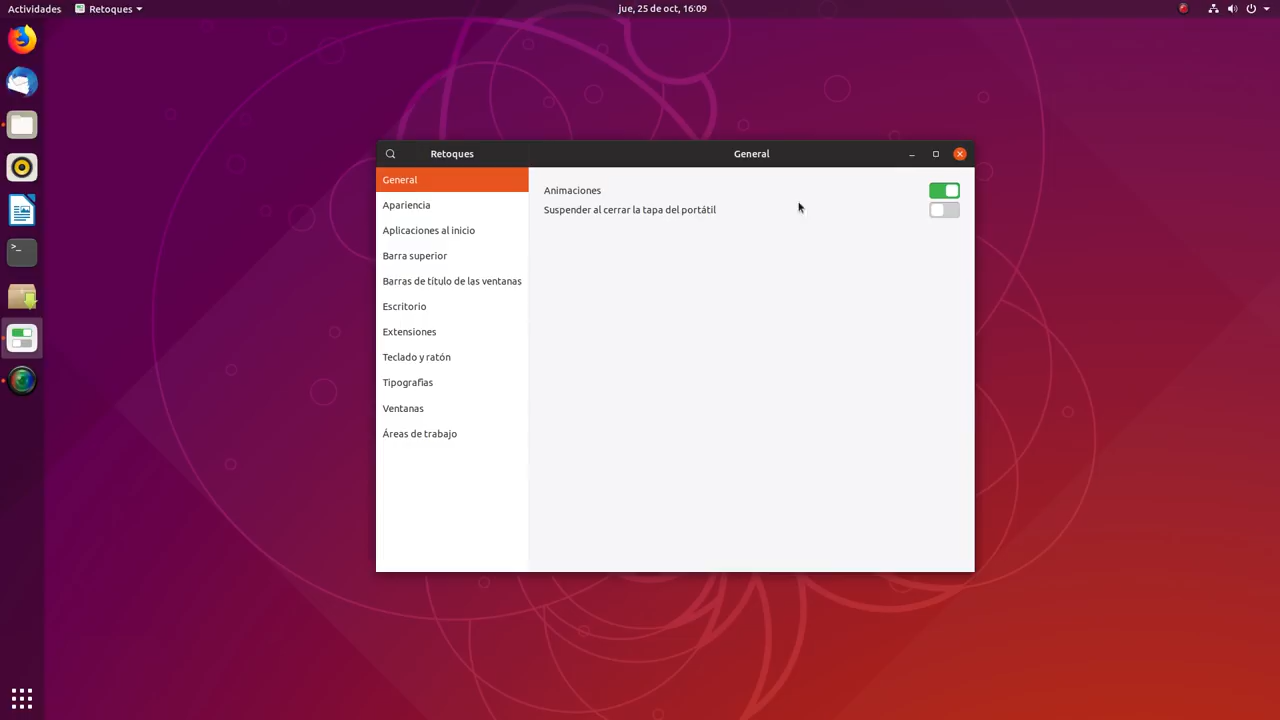 Actividades
Retoques
jue, 25 de oct, 16:09
Retoques
General
General
Apariencia
Aplicaciones al inicio
Barra superior
Barras de título de las ventanas
Escritorio
Extensiones
Teclado y ratón
Tipografías
Ventanas
Áreas de trabajo
Animaciones
Suspender al cerrar la tapa del portátil
>_